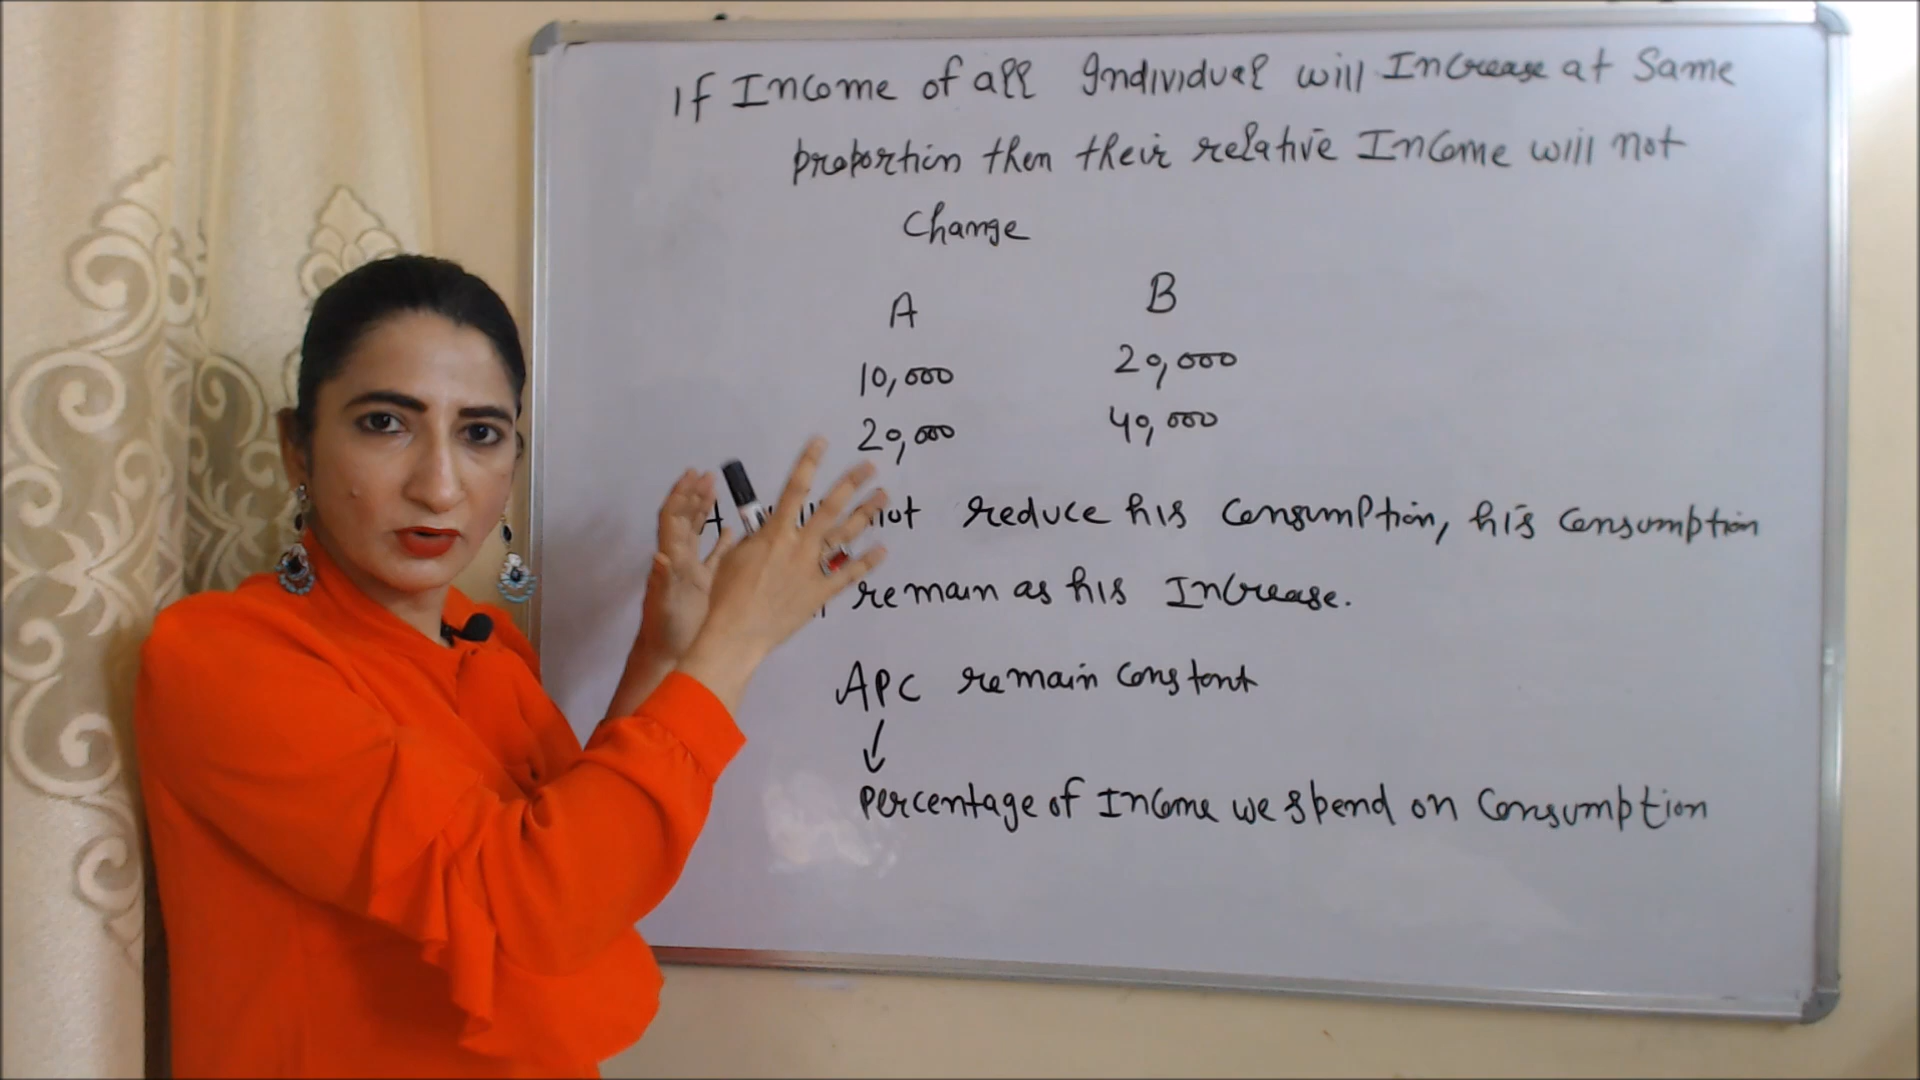 If Income of all Individual will Increase at Same
proportion then their relative Income will not
Change
A B
10,000 20,000
20,000 40,000
not reduce his Consumption, his Consumption
remain as his Increase.
APC remain constant
Percentage of Income we spend on Consumption